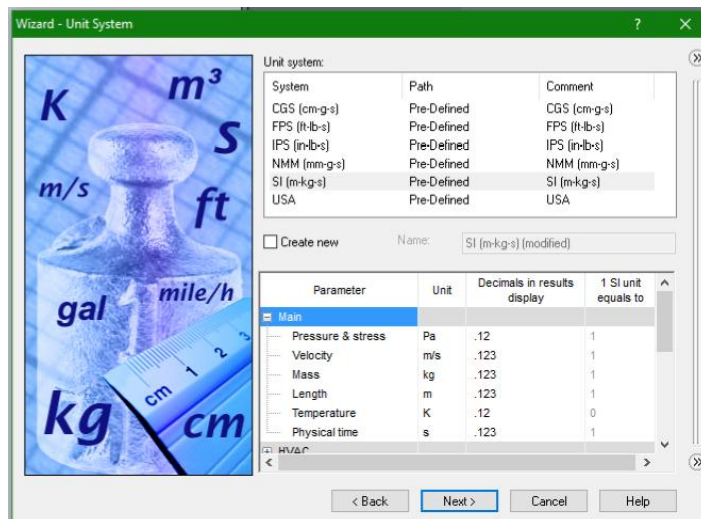 Wizard - Unit System ? X
K
m³
S
m/s
ft
gal
mile/h
cm 1 2 3
kg
cm
Unit system:
System Path Comment
CGS (cm-g-s) Pre-Defined CGS (cm-g-s)
FPS (ft-lb-s) Pre-Defined FPS (ft-lb-s)
IPS (in-lb-s) Pre-Defined IPS (in-lb-s)
NMM (mm-g-s) Pre-Defined NMM (mm-g-s)
SI (m-kg-s) Pre-Defined SI (m-kg-s)
USA Pre-Defined USA
Create new Name: SI (m-kg-s) (modified)
Parameter Unit Decimals in results display 1 SI unit equals to
Main
Pressure & stress Pa .12 1
Velocity m/s .123 1
Mass kg .123 1
Length m .123 1
Temperature K .12 0
Physical time s .123 1
HVAC
< Back Next > Cancel Help